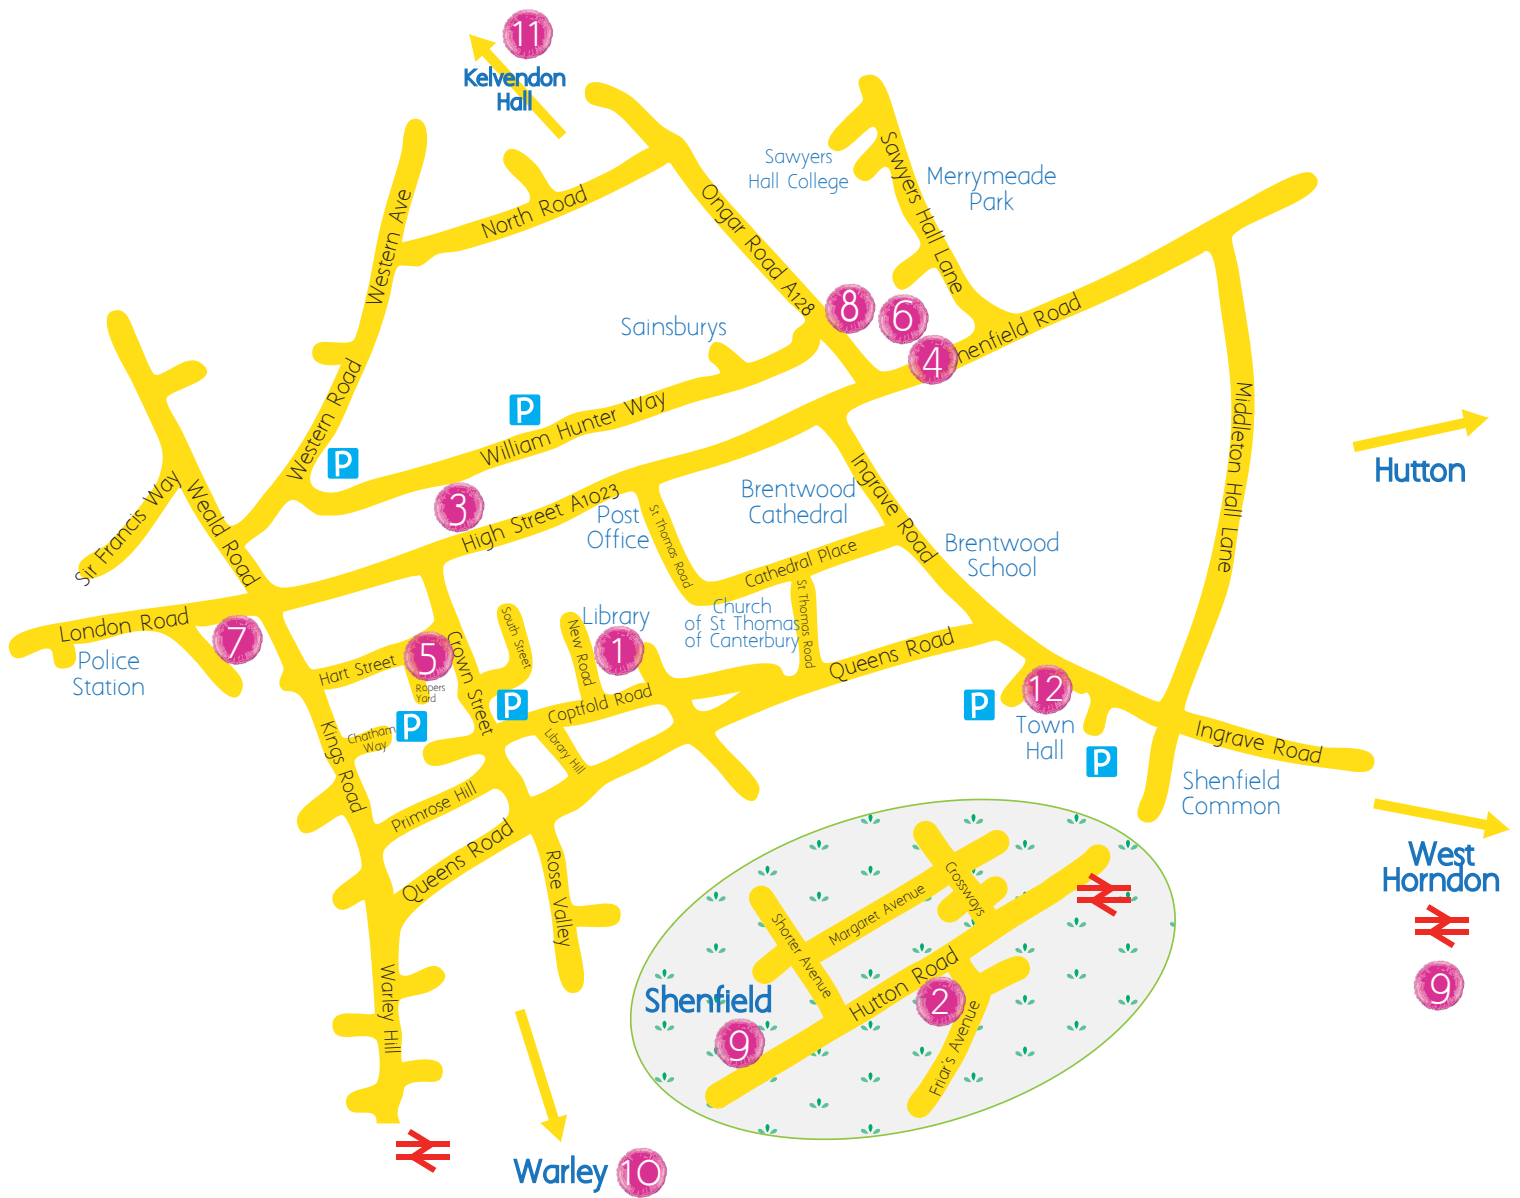 11
Kelvendon
Hall
Sawyers
Hall College
Merrymeade
Park
Sawyers Hall Lane
North Road
Western Ave
Ongar Road A128
8
6
4
henfield Road
Sainsburys
Western Road
P
P
William Hunter Way
Middleton Hall Lane
Hutton
Sir Francis Way
Weald Road
3
High Street A1023
Post
Office
St Thomas Road
Brentwood
Cathedral
Ingrave Road
Brentwood
School
Cathedral Place
St Thomas Road
Church
of St Thomas
of Canterbury
London Road
7
Police
Station
Hart Street
5
Ropers
Yard
Crown Street
South Street
New Road
Library
1
Queens Road
P
P
Coptfold Road
Library Hill
Chatham
Way
Kings Road
Primrose Hill
Queens Road
Rose Valley
Warley Hill
P
12
Town
Hall
P
Ingrave Road
Shenfield
Common
West
Horndon
9
Crossways
Margaret Avenue
Shorter Avenue
Hutton Road
2
Friar's Avenue
Shenfield
9
Warley
10